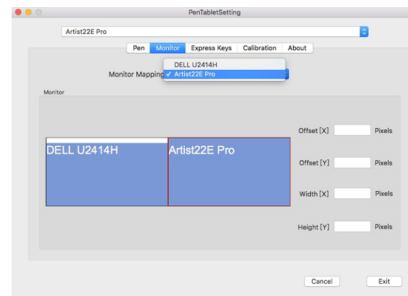 PenTabletSetting
Artist22E Pro
Pen Monitor Express Keys Calibration About
DELL U2414H
Monitor Mapping ✓ Artist22E Pro
Monitor
Offset [X] Pixels
DELL U2414H Artist22E Pro
Offset [Y] Pixels
Width [X] Pixels
Height [Y] Pixels
Cancel Exit